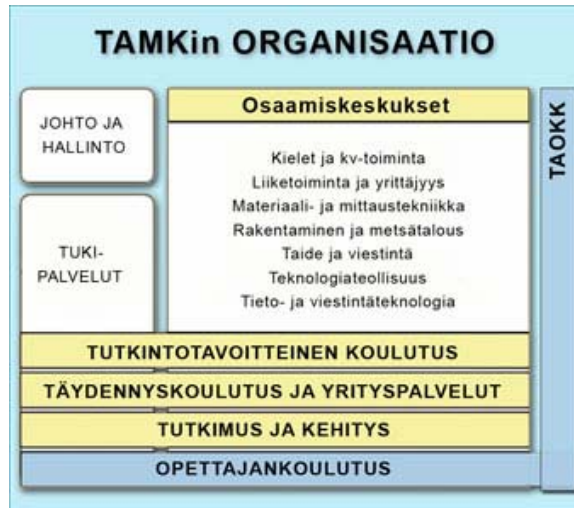 TAMKin ORGANISAATIO
JOHTO JA
HALLINTO
TUKI-
PALVELUT
Osaamiskeskukset
Kielet ja kv-toiminta
Liiketoiminta ja yrittäjyys
Materiaali- ja mittaustekniikka
Rakentaminen ja metsätalous
Taide ja viestintä
Teknologiateollisuus
Tieto- ja viestintäteknologia
TAOKK
TUTKINTOTAVOITTEINEN KOULUTUS
TÄYDENNYSKOULUTUS JA YRITYSPALVELUT
TUTKIMUS JA KEHITYS
OPETTAJANKOULUTUS